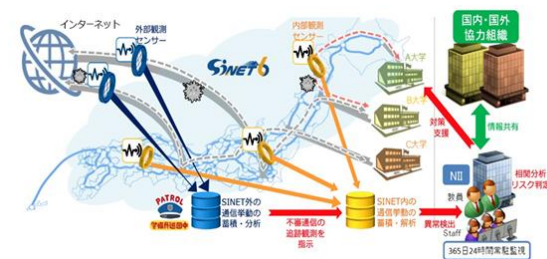 インターネット
外部観測
センサー
内部観測
センサー
SINET6
A大学
B大学
C大学
国内・国外
協力組織
対策
支援
情報共有
NII
相関分析
リスク判定
教員
Staff
365日24時間常駐監視
PATROL
SINET外の
通信挙動の
蓄積・分析
不審通信の
追跡観測を
指示
SINET内の
通信挙動の
蓄積・解析
異常検出